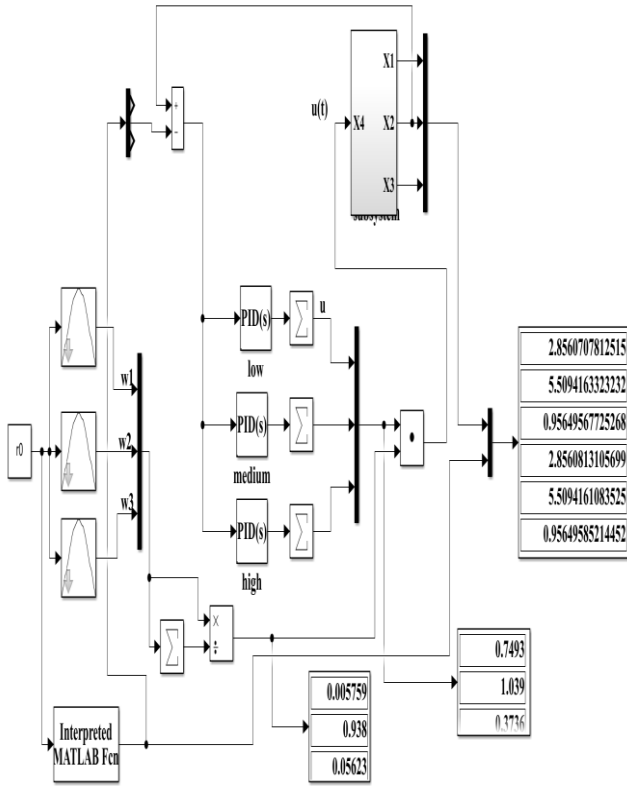 X1
u(t)
X4
X2
X3
subsystem
+
−
PID(s)
Σ
u
low
w1
PID(s)
Σ
medium
w2
r0
w3
PID(s)
Σ
high
×
÷
Σ
Interpreted
MATLAB Fcn
2.8560707812515
5.5094163323232
0.95649567725268
2.8560813105699
5.5094161083525
0.95649585214452
0.7493
1.039
0.3736
0.005759
0.938
0.05623